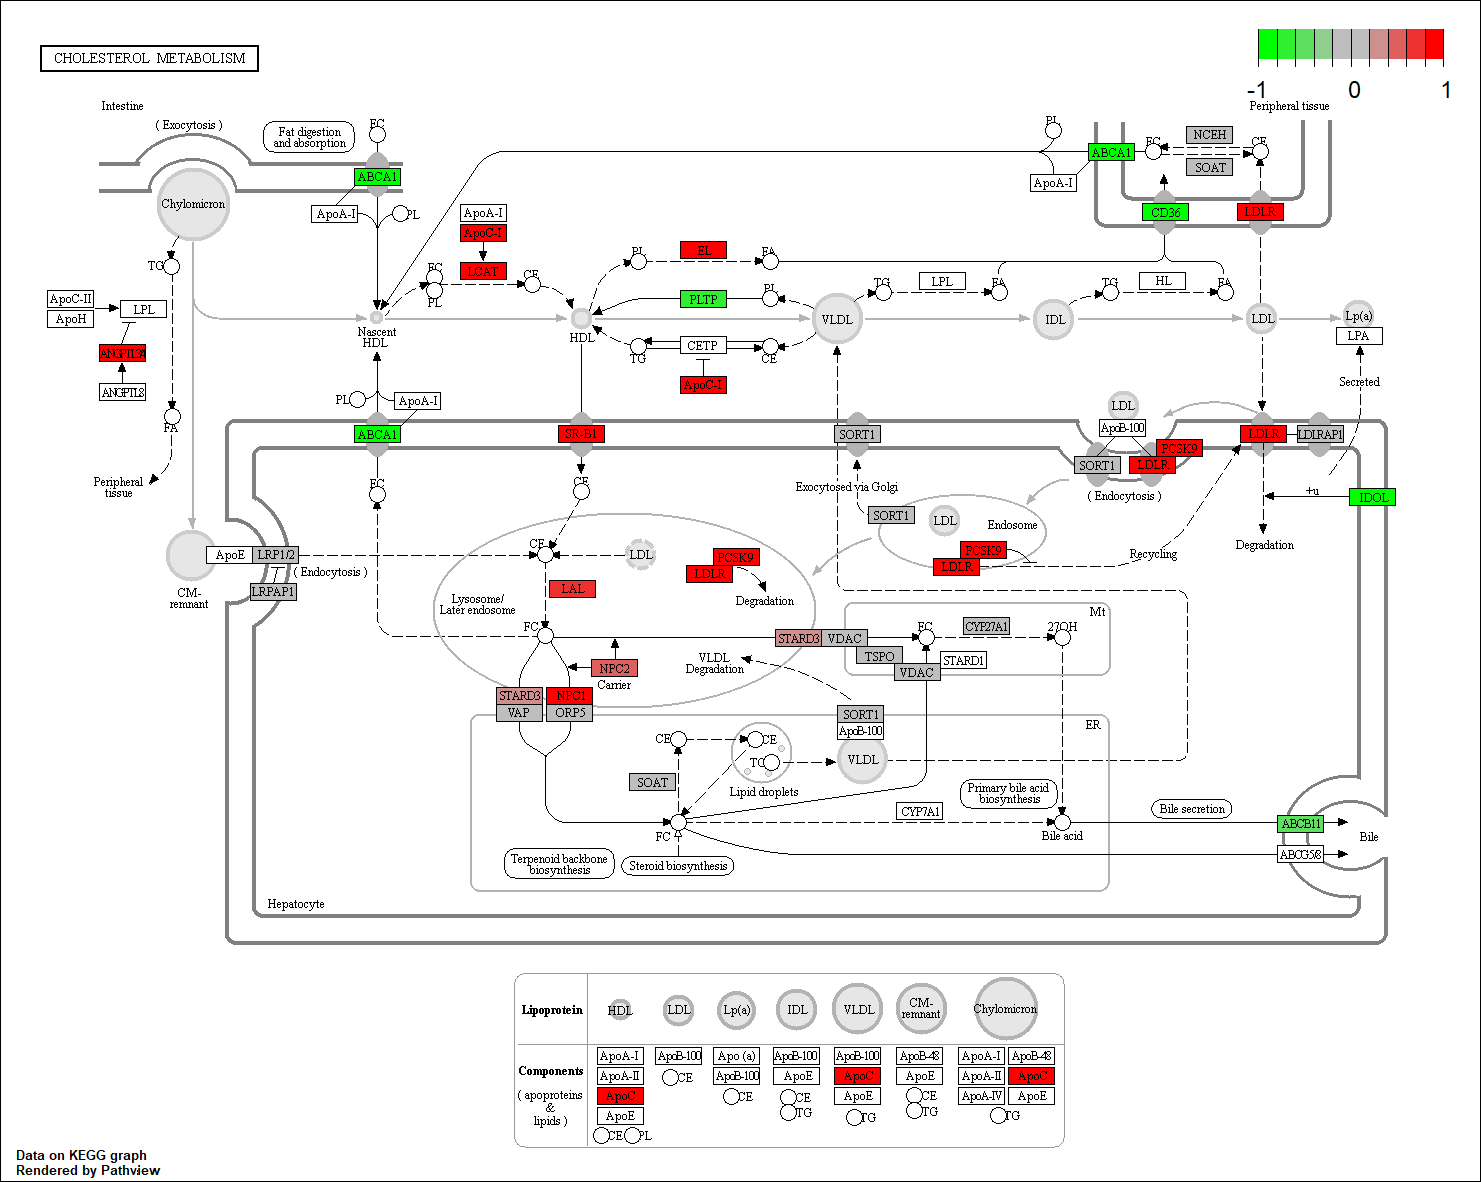 CHOLESTEROL METABOLISM
-1 0 1
Intestine
Peripheral tissue
( Exocytosis )
Fat digestion
and absorption
FC
PL
FC
NCEH
CE
ABCA1
ABCA1
SOAT
ApoA-I
Chylomicron
ApoA-I
PL
ApoA-I
CD36
LDLR
ApoC-I
PL
EL
FA
TG
LCAT
FC
CE
TG
LPL
FA
TG
HL
FA
PL
PLTP
PL
ApoC-II
ApoH
LPL
Nascent
HDL
HDL
VLDL
IDL
LDL
Lp(a)
LPA
TG
CETP
CE
ANGPTL34
ANGPTL8
ApoC-I
Secreted
PL
ApoA-I
LDL
FA
ApoB-100
ABCA1
SR-B1
SORT1
LDLR
LDLRAP1
PCSK9
SORT1
LDLR
Peripheral
tissue
FC
CE
Exocytosed via Golgi
( Endocytosis )
+u
IDOL
SORT1
LDL
Endosome
Degradation
CE
LDL
PCSK9
LDLR
PCSK9
LDLR
Recycling
ApoE
LRP1/2
( Endocytosis )
CM-
remnant
LRPAP1
LAL
Degradation
Lysosome/
Later endosome
Mt
FC
STARD3
VDAC
FC
CYP27A1
27OH
TSPO
STARD1
VDAC
NPC2
Carrier
VLDL
Degradation
STARD3
NPC1
VAP
ORP5
SORT1
ApoB-100
ER
CE
CE
TG
VLDL
SOAT
Lipid droplets
Primary bile acid
biosynthesis
Bile secretion
CYP7A1
FC
Bile acid
ABCB11
Bile
ABCG5/8
Terpenoid backbone
biosynthesis
Steroid biosynthesis
Hepatocyte
Lipoprotein
HDL
LDL
Lp(a)
IDL
VLDL
CM-
remnant
Chylomicron
Components
( apoproteins
&
lipids )
ApoA-I
ApoA-II
ApoC
ApoE
CE PL
ApoB-100
CE
Apo (a)
ApoB-100
CE
ApoB-100
ApoE
CE
TG
ApoB-100
ApoC
ApoE
TG
ApoB-48
ApoE
CE
TG
ApoA-I ApoB-48
ApoA-II ApoC
ApoA-IV ApoE
TG
Data on KEGG graph
Rendered by Pathview